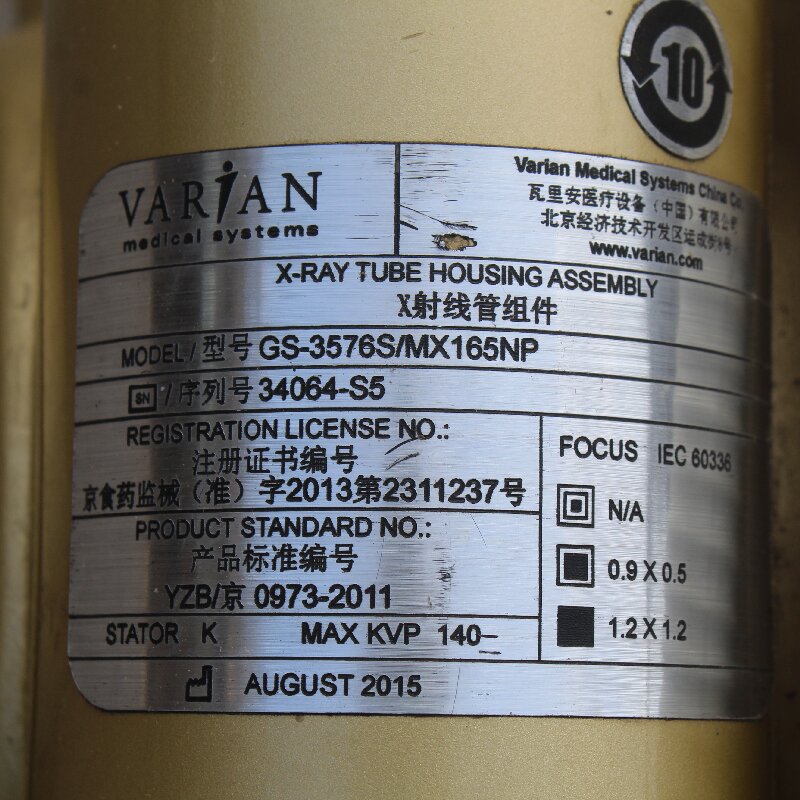 10
VARIAN
medical systems
Varian Medical Systems China Co.
瓦里安医疗设备（中国）有限公司
北京经济技术开发区运成街8号
www.varian.com
X-RAY TUBE HOUSING ASSEMBLY
X射线管组件
MODEL / 型号 GS-3576S/MX165NP
SN / 序列号 34064-S5
REGISTRATION LICENSE NO.:
注册证书编号
京食药监械（准）字2013第2311237号
PRODUCT STANDARD NO.:
产品标准编号
YZB/京 0973-2011
STATOR K MAX KVP 140
FOCUS IEC 60336
N/A
0.9 X 0.5
1.2 X 1.2
AUGUST 2015